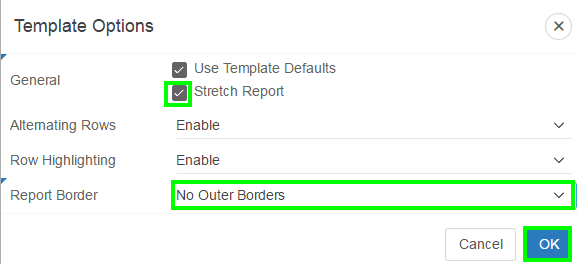 Template Options
General
Use Template Defaults
Stretch Report
Alternating Rows Enable
Row Highlighting Enable
Report Border No Outer Borders
Cancel OK